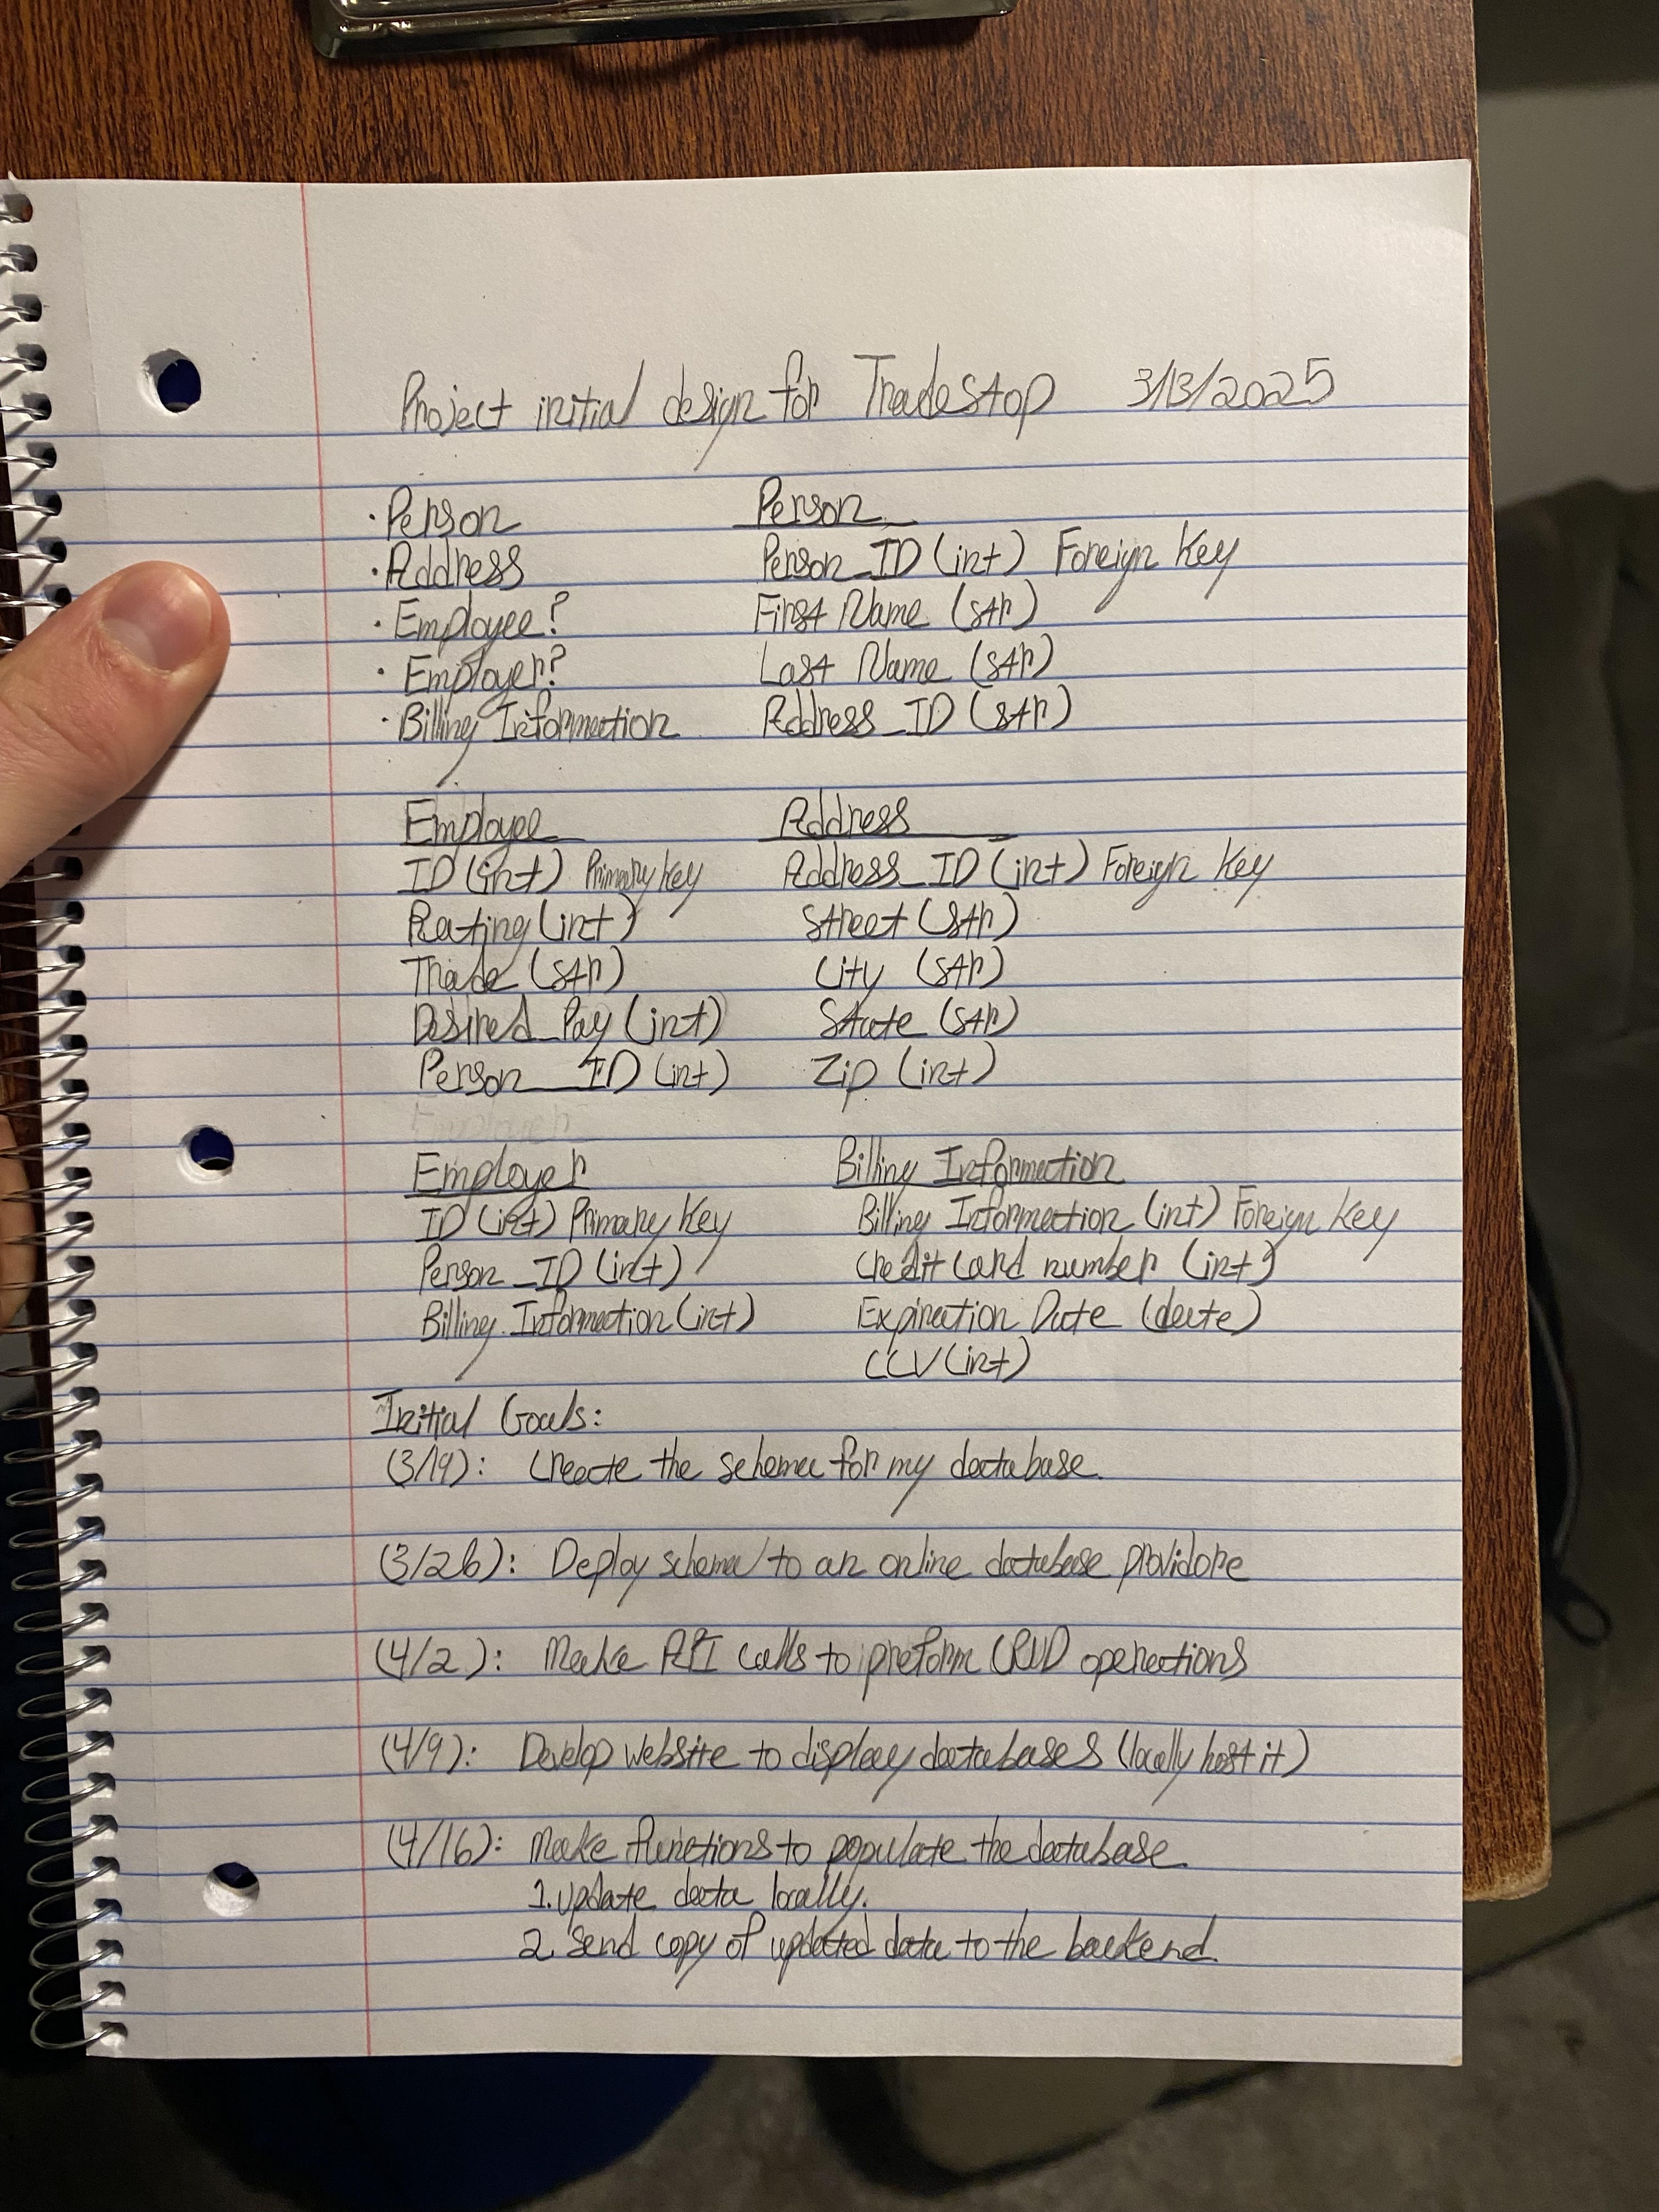 Project initial design for TradeStop 3/13/2025
· Person
· Address
· Employee?
· Employer?
· Billing Information
Person
Person_ID (int) Foreign Key
First Name (str)
Last Name (str)
Address_ID (str)
Employee
ID (int) Primary Key
Rating (int)
Trade (str)
Desired_Pay (int)
Person_ID (int)
Address
Address_ID (int) Foreign Key
Street (str)
City (str)
State (str)
Zip (int)
Employer
ID (int) Primary Key
Person_ID (int)
Billing Information (int)
Billing Information
Billing Information (int) Foreign Key
Credit Card number (int)
Expiration Date (date)
CCV (int)
Initial Goals:
(3/19): Create the schema for my database.
(3/26): Deploy schema to an online database providore
(4/2): Make API calls to preform CRUD operations
(4/9): Develop website to display databases (locally host it)
(4/16): Make functions to populate the database.
1. Update data locally.
2. Send copy of updated data to the backend.